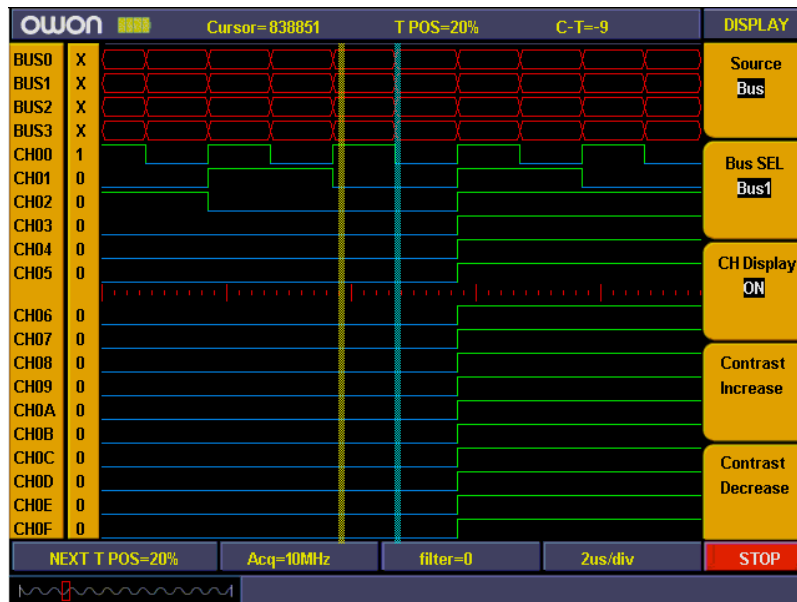 owon Cursor=838851 T POS=20% C-T=-9 DISPLAY
BUS0 X
BUS1 X
BUS2 X
BUS3 X
CH00 1
CH01 0
CH02 0
CH03 0
CH04 0
CH05 0
CH06 0
CH07 0
CH08 0
CH09 0
CH0A 0
CH0B 0
CH0C 0
CH0D 0
CH0E 0
CH0F 0
Source
Bus
Bus SEL
Bus1
CH Display
ON
Contrast
Increase
Contrast
Decrease
NEXT T POS=20% Acq=10MHz filter=0 2us/div STOP